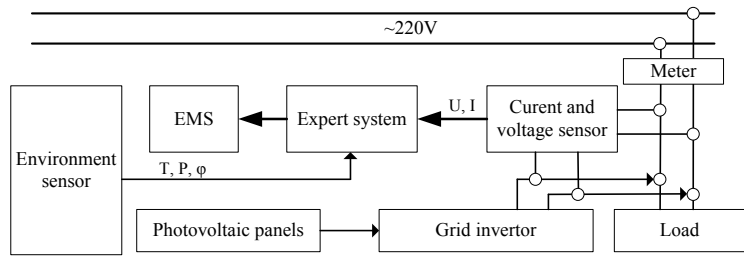 ~220V
Meter
EMS
Expert system
U, I
Curent and
voltage sensor
Environment
sensor
T, P, φ
Photovoltaic panels
Grid invertor
Load